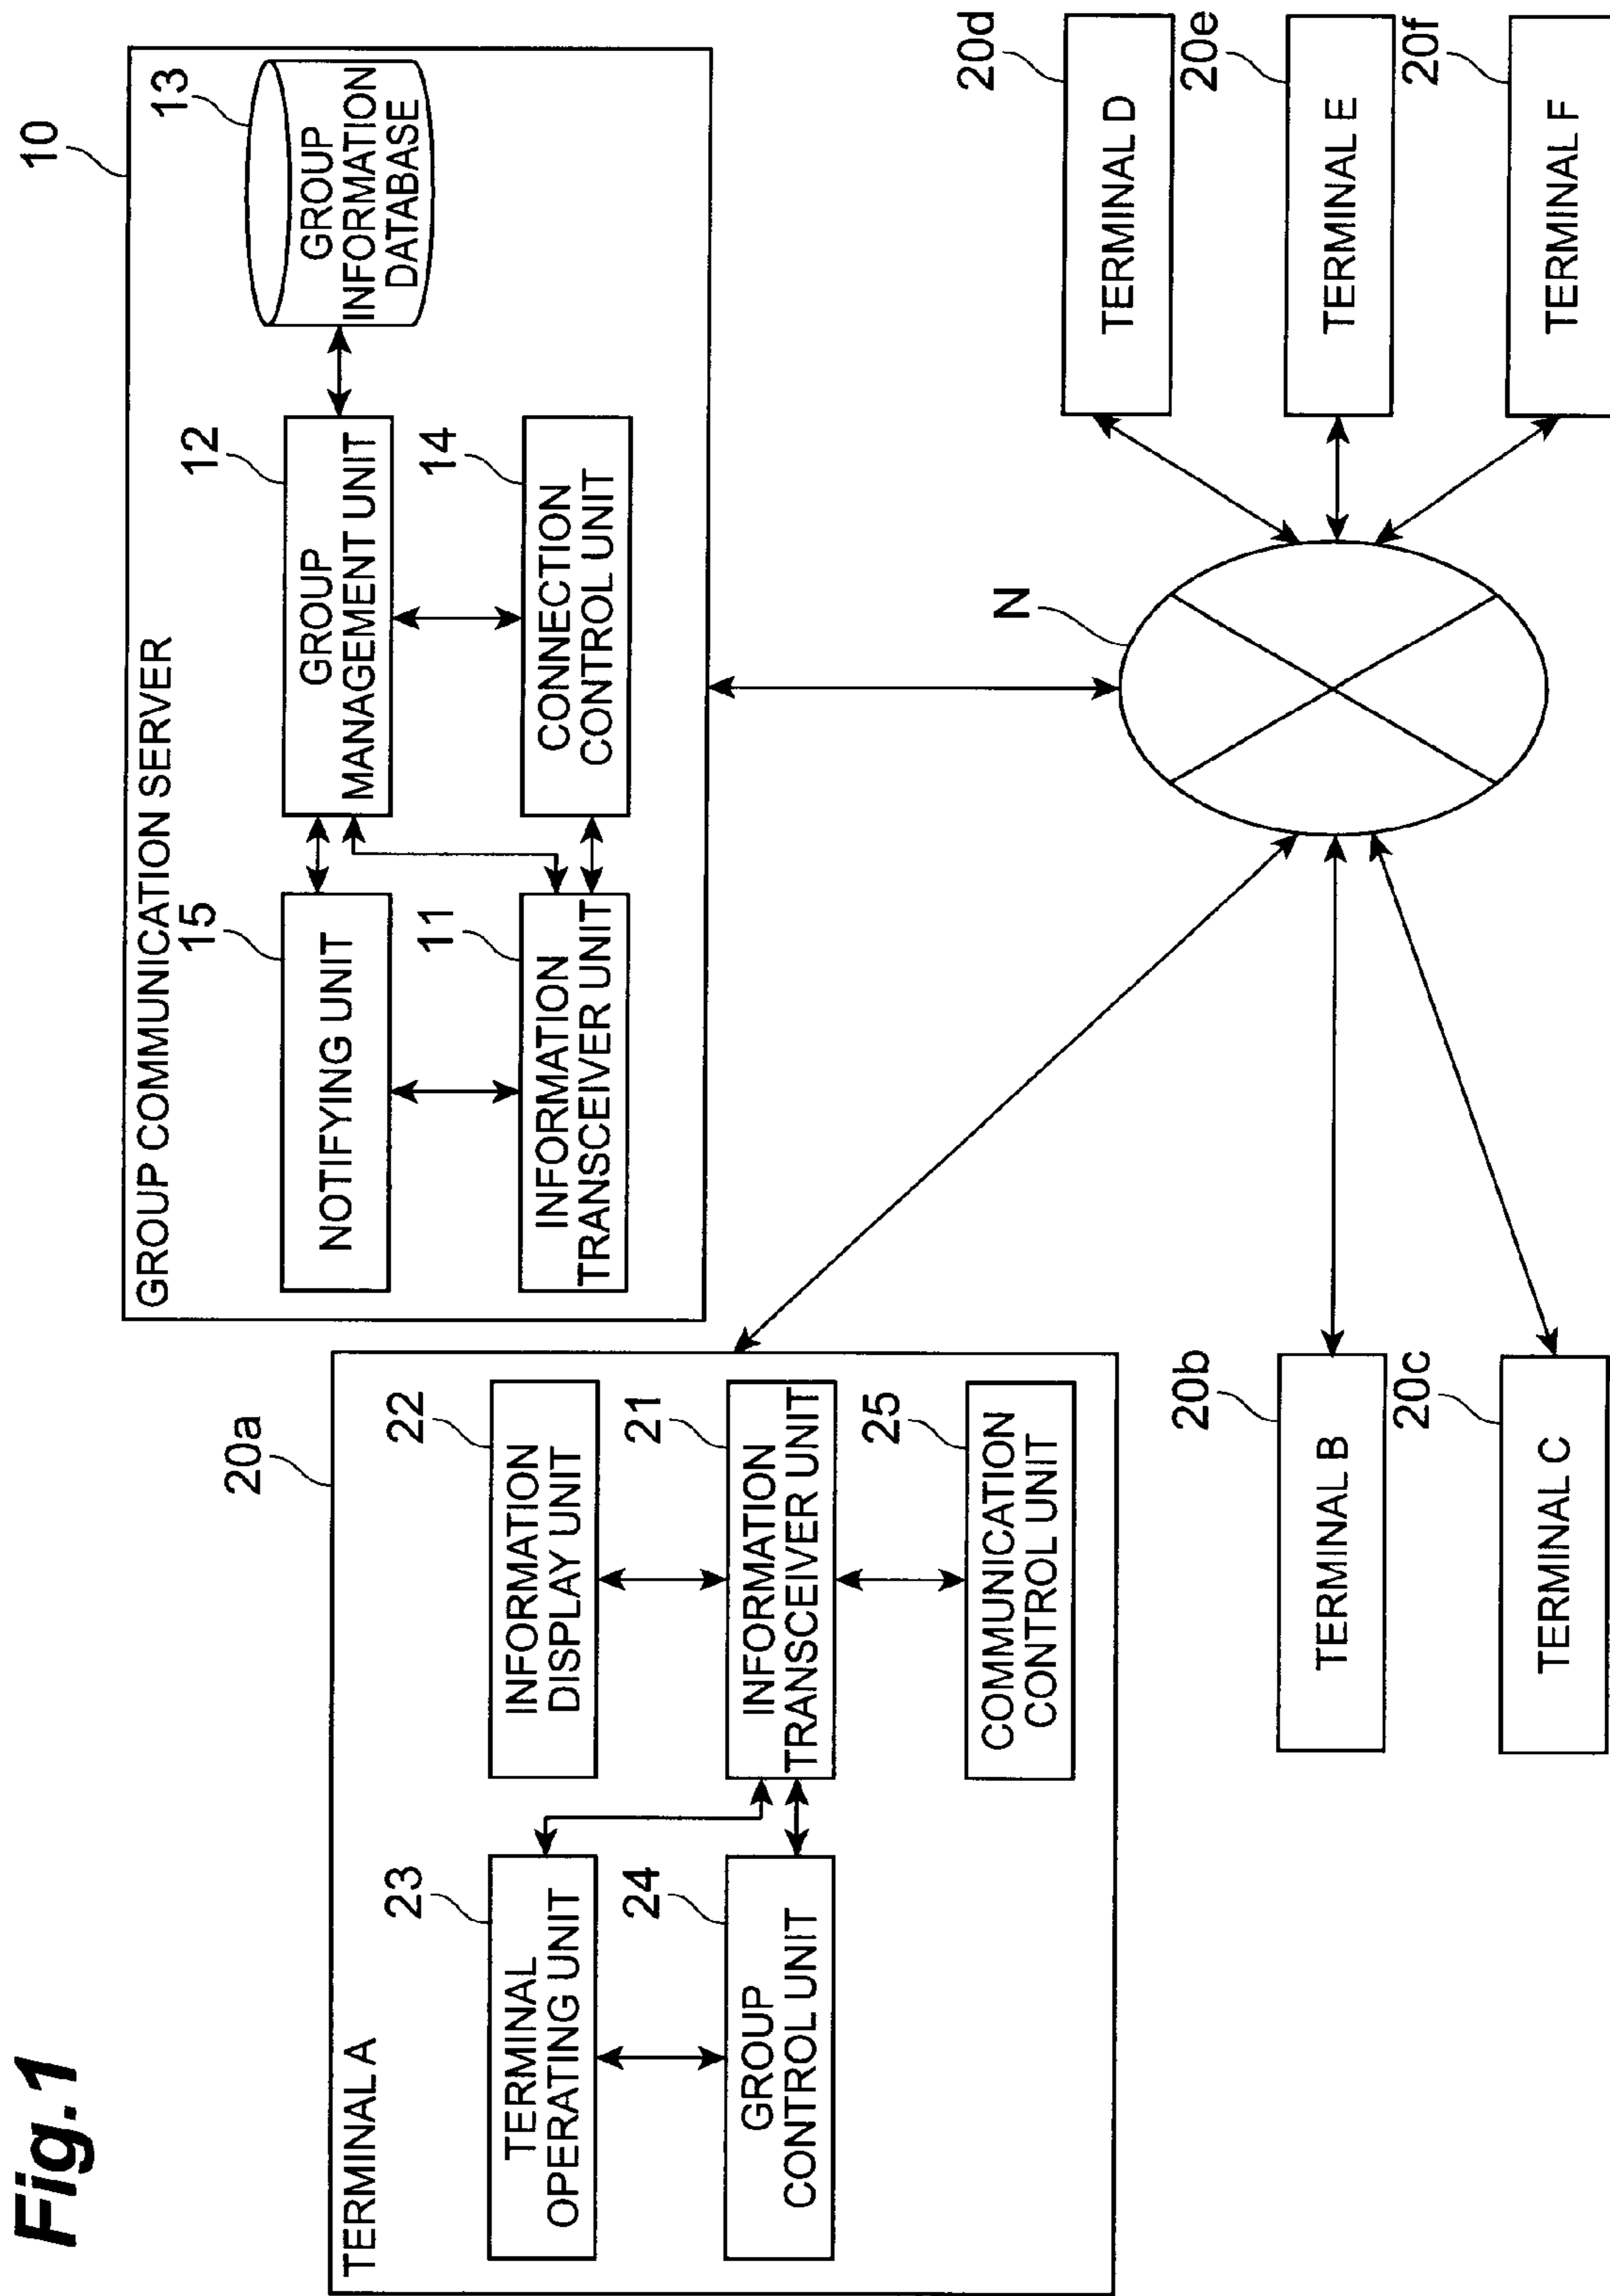 Fig.1
10
GROUP COMMUNICATION SERVER
15
NOTIFYING UNIT
12
GROUP
MANAGEMENT UNIT
13
GROUP
INFORMATION
DATABASE
11
INFORMATION
TRANSCEIVER UNIT
14
CONNECTION
CONTROL UNIT
20a
TERMINAL A
23
TERMINAL
OPERATING UNIT
22
INFORMATION
DISPLAY UNIT
24
GROUP
CONTROL UNIT
21
INFORMATION
TRANSCEIVER UNIT
25
COMMUNICATION
CONTROL UNIT
N
20d
TERMINAL D
20b
TERMINAL B
20e
TERMINAL E
20c
TERMINAL C
20f
TERMINAL F